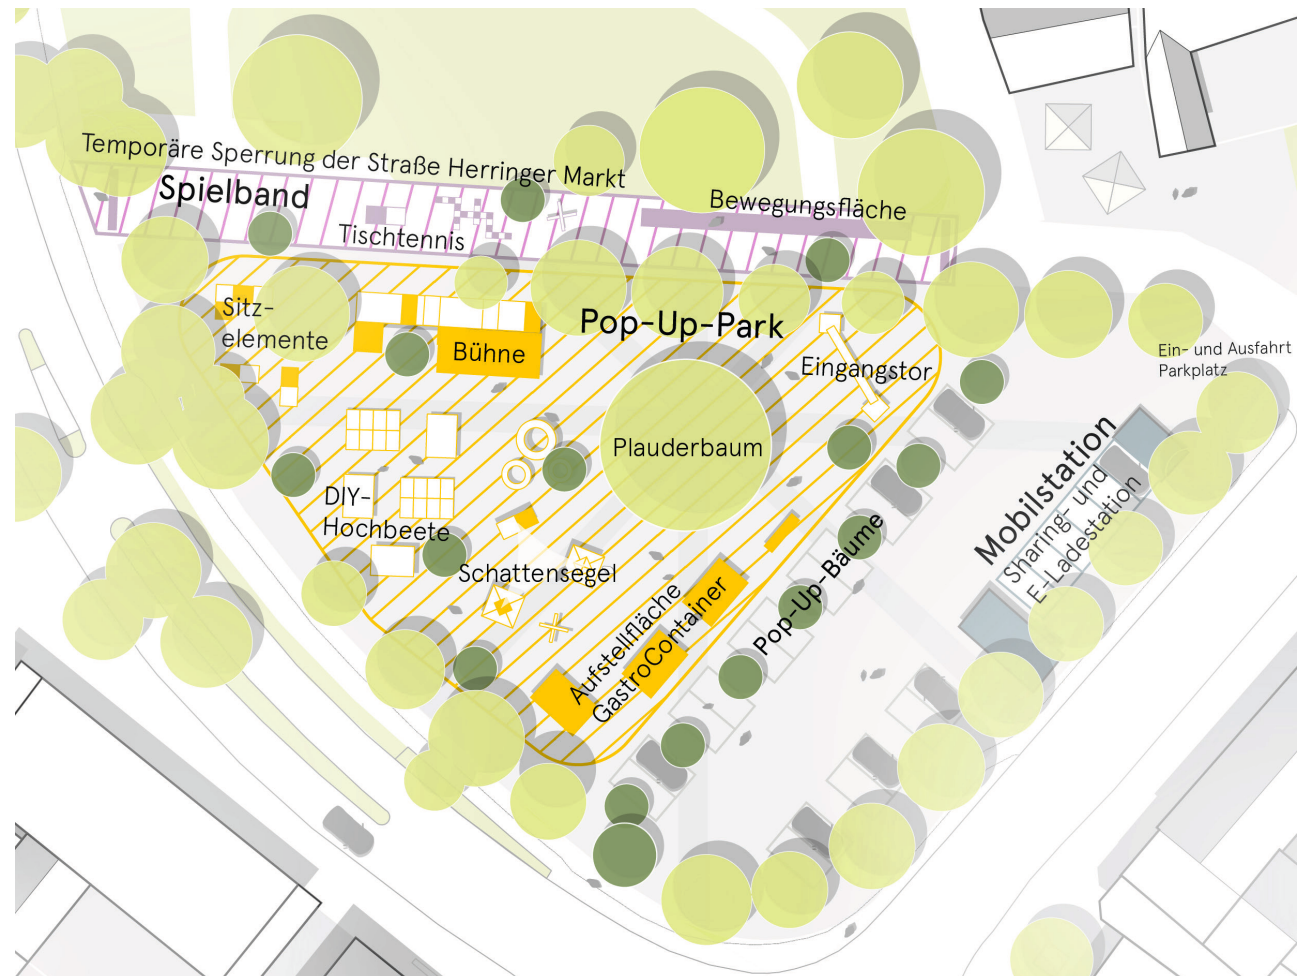 Temporäre Sperrung der Straße Herringer Markt
Spielband
Bewegungsfläche
Tischtennis
Sitz-
elemente
Pop-Up-Park
Bühne
Eingangstor
Ein- und Ausfahrt
Parkplatz
Plauderbaum
DIY-
Hochbeete
Schattensegel
Aufstellfläche
GastroContainer
Pop-Up-Bäume
Mobilstation
Sharing- und
E-Ladestation